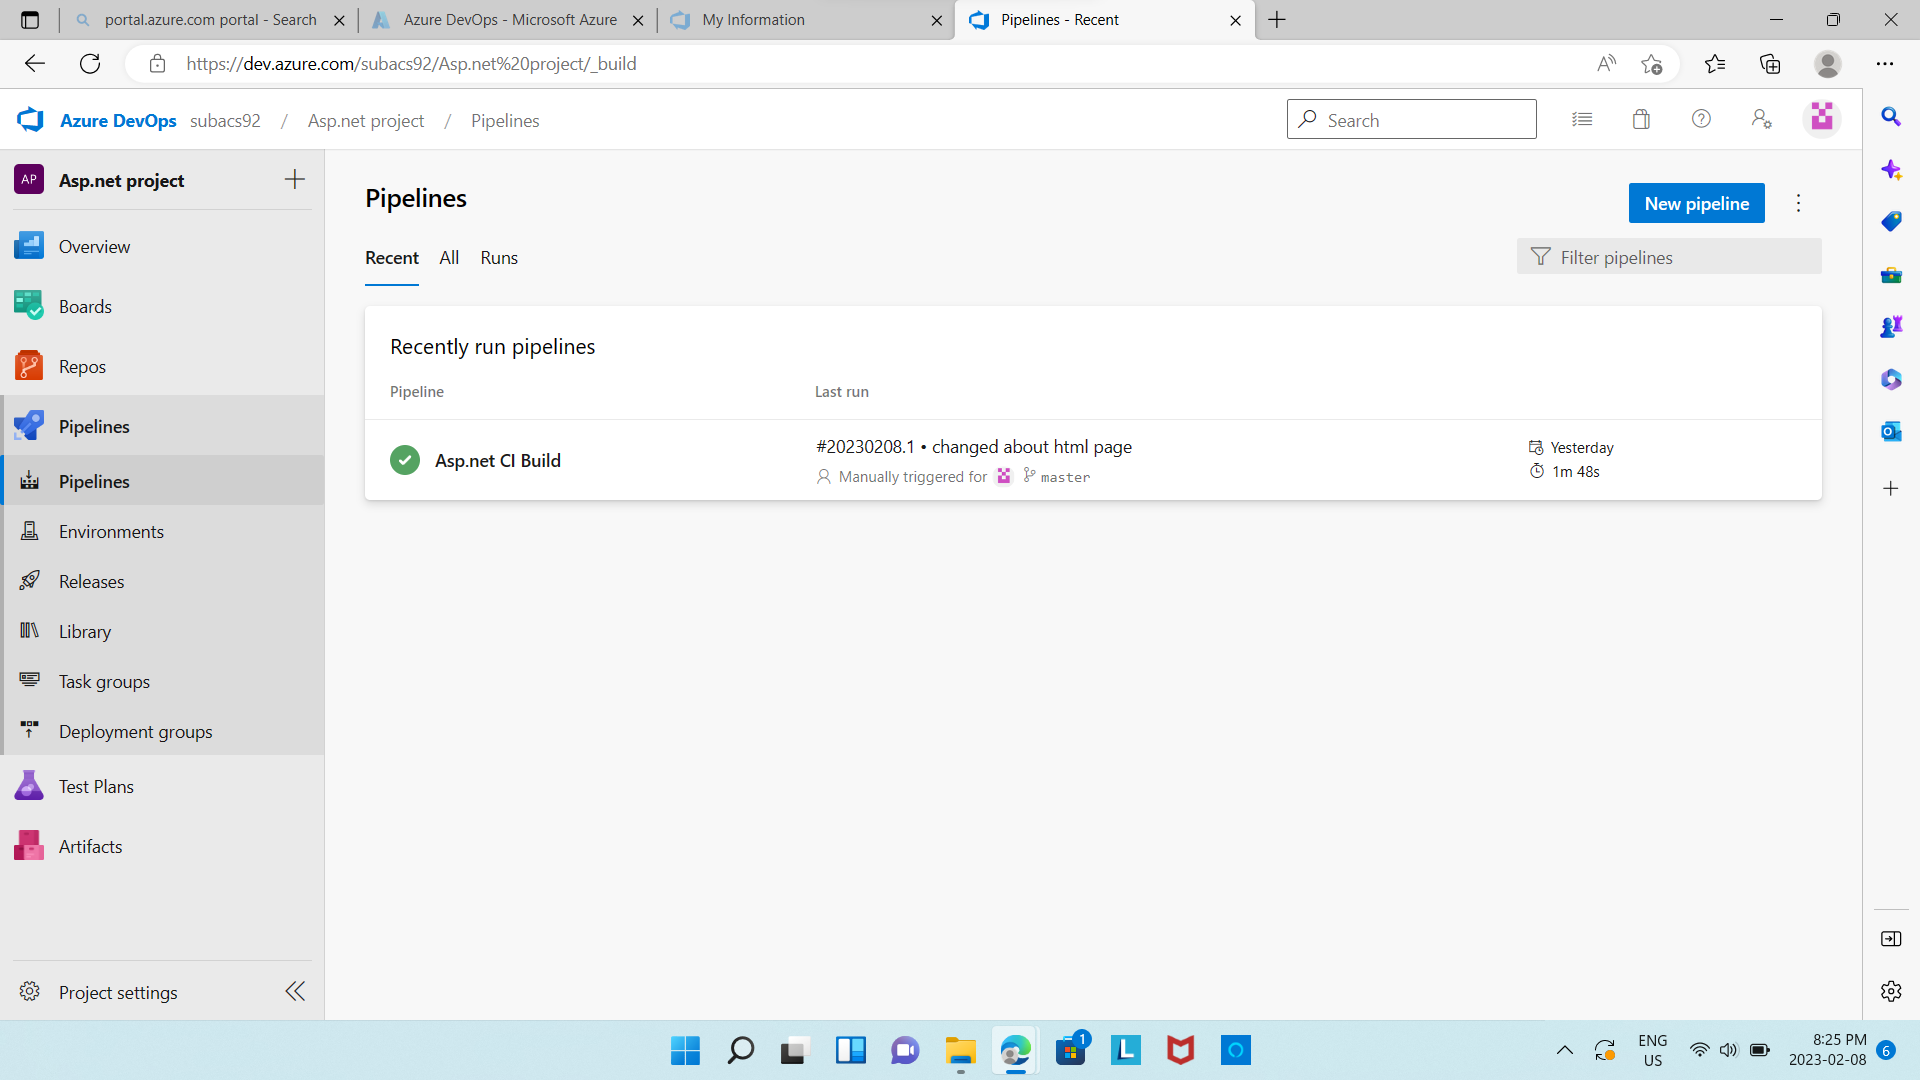 portal.azure.com portal - Search
Azure DevOps - Microsoft Azure
My Information
Pipelines - Recent
https://dev.azure.com/subacs92/Asp.net%20project/_build
Azure DevOps subacs92 / Asp.net project / Pipelines
Search
AP Asp.net project
Overview
Boards
Repos
Pipelines
Pipelines
Environments
Releases
Library
Task groups
Deployment groups
Test Plans
Artifacts
Project settings
Pipelines
New pipeline
Recent All Runs
Filter pipelines
Recently run pipelines
Pipeline Last run
Asp.net CI Build
#20230208.1 • changed about html page
Manually triggered for master
Yesterday
1m 48s
1
L
ENG
US
8:25 PM
2023-02-08
6